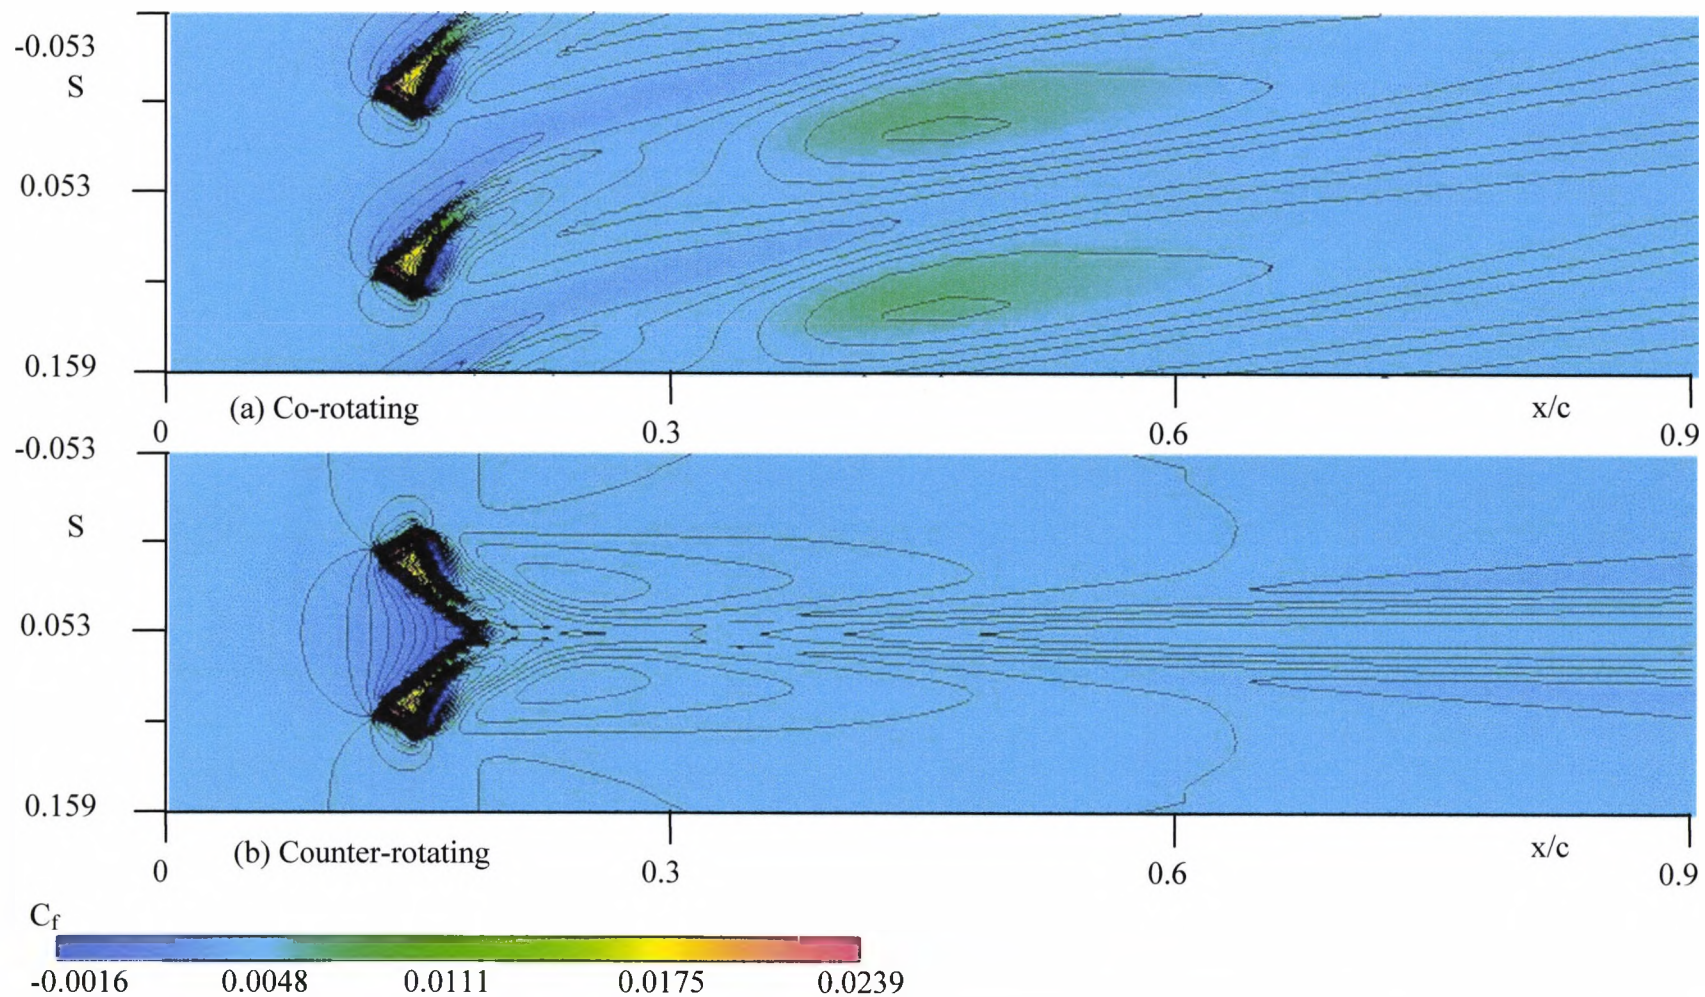 -0.053
S
0.053
0.159
(a) Co-rotating
x/c
0 0.3 0.6 0.9
-0.053
S
0.053
0.159
(b) Counter-rotating
x/c
0 0.3 0.6 0.9
Cf
-0.0016 0.0048 0.0111 0.0175 0.0239